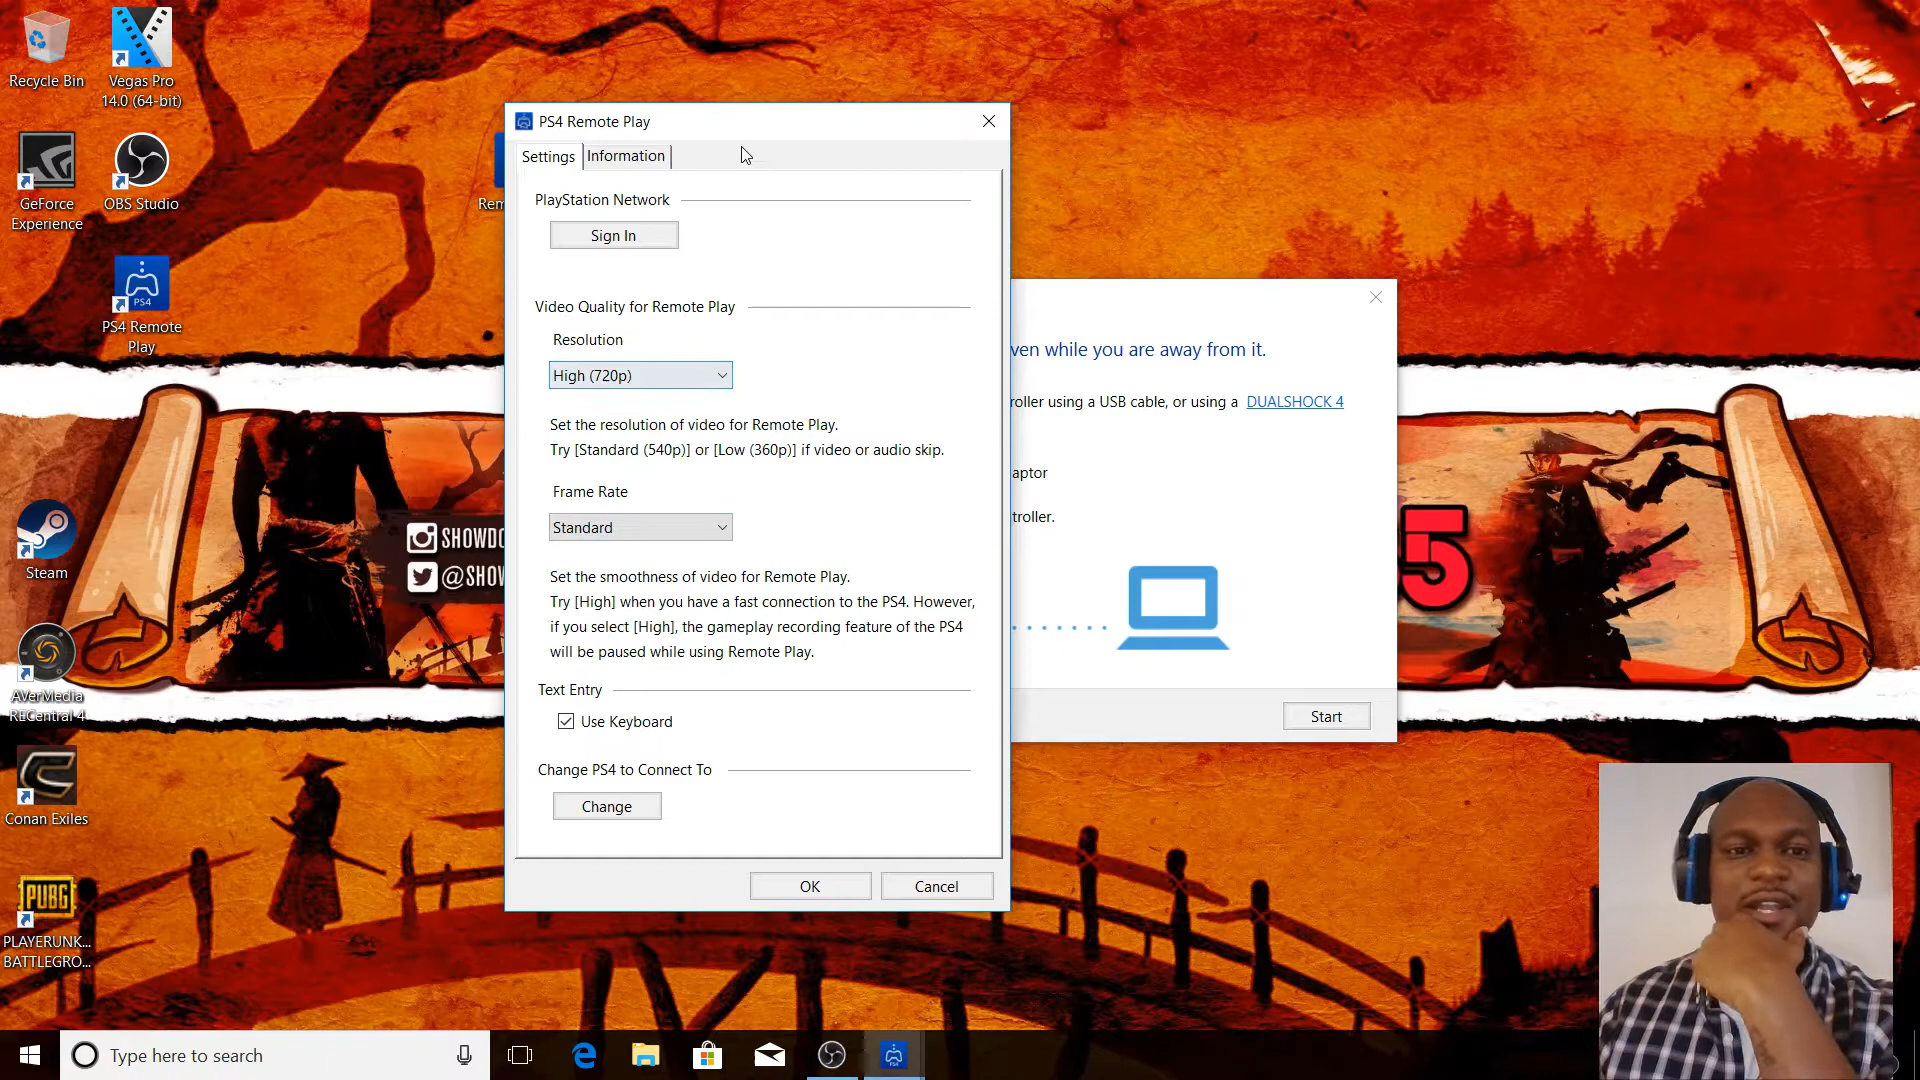 Recycle Bin
Vegas Pro
14.0 (64-bit)
GeForce
Experience
OBS Studio
PS4
PS4 Remote
Play
Steam
AVerMedia
RECentral 4
Conan Exiles
PUBG
PLAYERUNK...
BATTLEGRO...
PS4 Remote Play
Settings
Information
PlayStation Network
Sign In
Video Quality for Remote Play
Resolution
High (720p)
Set the resolution of video for Remote Play.
Try [Standard (540p)] or [Low (360p)] if video or audio skip.
Frame Rate
Standard
Set the smoothness of video for Remote Play.
Try [High] when you have a fast connection to the PS4. However,
if you select [High], the gameplay recording feature of the PS4
will be paused while using Remote Play.
Text Entry
Use Keyboard
Change PS4 to Connect To
Change
OK
Cancel
ven while you are away from it.
roller using a USB cable, or using a DUALSHOCK 4
aptor
troller.
Start
Rem
SHOWDO
@SHOW
5
Type here to search